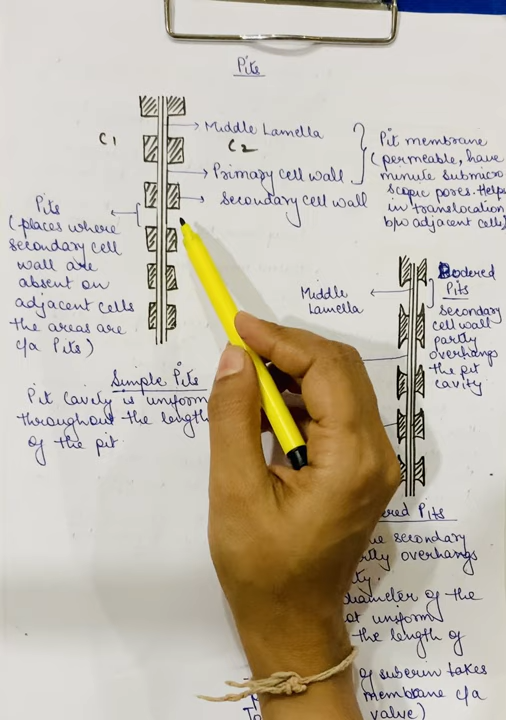 Pits
C1
C2
Middle Lamella
Primary cell wall
Secondary cell wall
Pit membrane
(permeable, have
minute submicro
scopic pores. Helps
in translocation
b/w adjacent cells)
Pits
(places where
secondary cell
wall are
absent on
adjacent cells
the areas are
c/a Pits)
Simple Pits
Pit cavity is uniform
throughout the length
of the pit
Middle
Lamella
Bodered
Pits
secondary
cell wall
partly
overhangs
the pit
cavity
Pits
secondary
overhangs
diameter of the
uniform
the length of
of suberin takes
membrane c/a
valve)